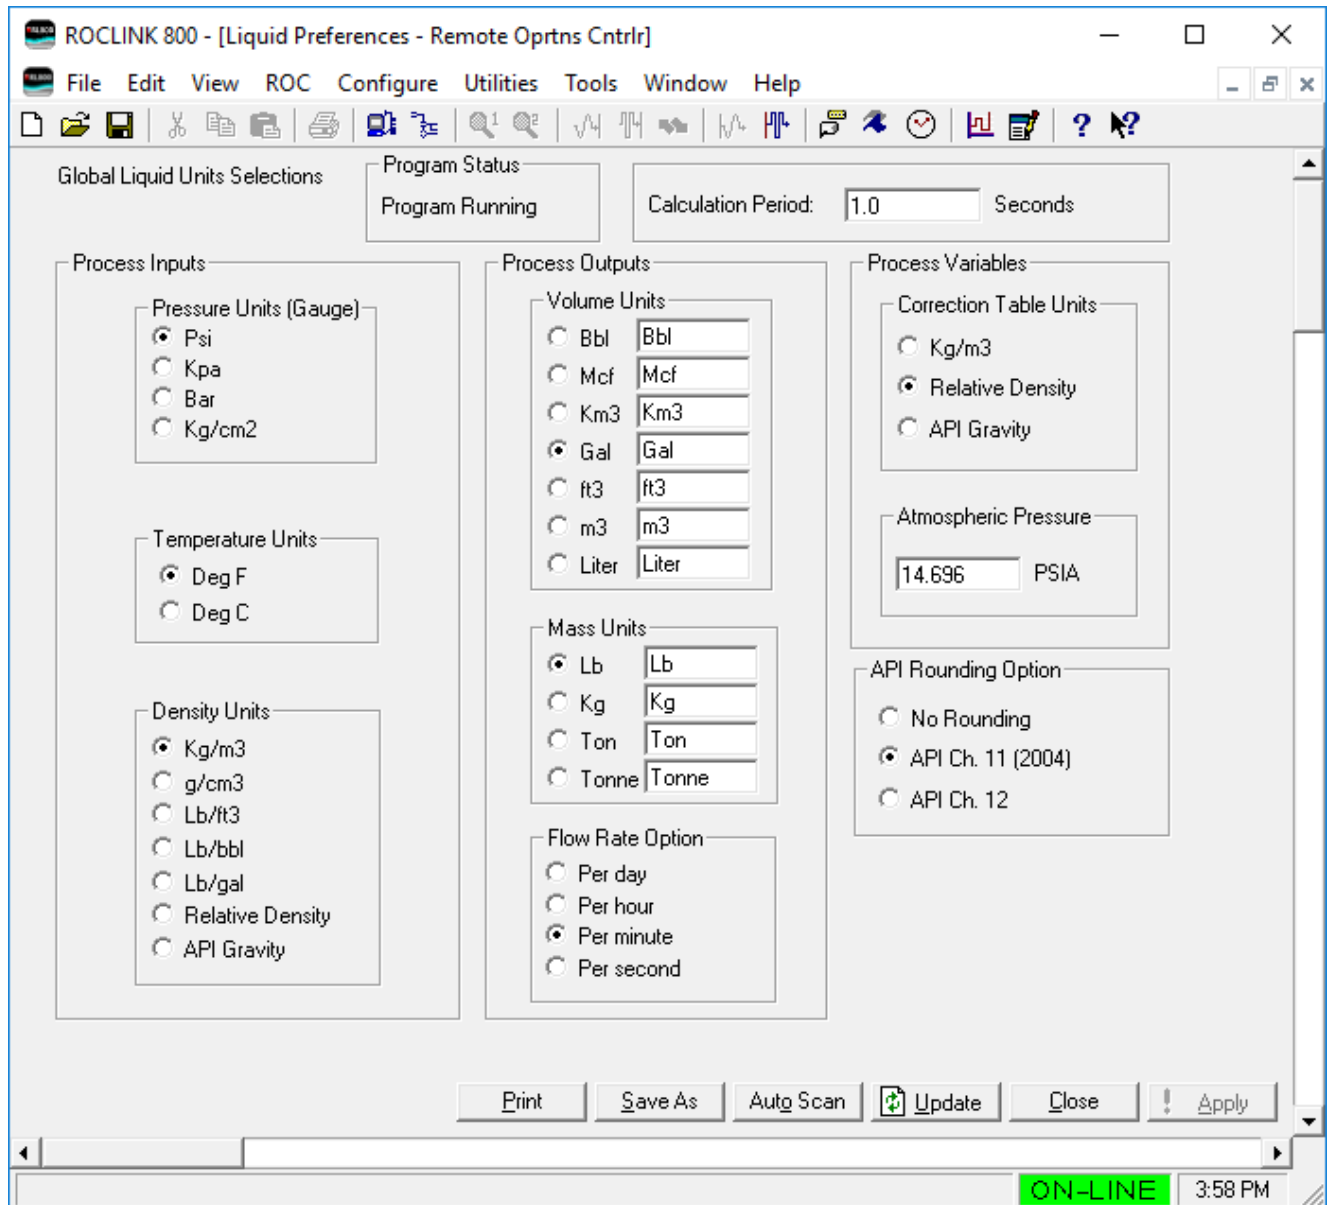 ROCLINK 800 - [Liquid Preferences - Remote Oprtns Cntrlr]
File Edit View ROC Configure Utilities Tools Window Help
Global Liquid Units Selections
Program Status
Program Running
Calculation Period: 1.0 Seconds
Process Inputs
Pressure Units (Gauge)
Psi
Kpa
Bar
Kg/cm2
Temperature Units
Deg F
Deg C
Density Units
Kg/m3
g/cm3
Lb/ft3
Lb/bbl
Lb/gal
Relative Density
API Gravity
Process Outputs
Volume Units
Bbl Bbl
Mcf Mcf
Km3 Km3
Gal Gal
ft3 ft3
m3 m3
Liter Liter
Mass Units
Lb Lb
Kg Kg
Ton Ton
Tonne Tonne
Flow Rate Option
Per day
Per hour
Per minute
Per second
Process Variables
Correction Table Units
Kg/m3
Relative Density
API Gravity
Atmospheric Pressure
14.696 PSIA
API Rounding Option
No Rounding
API Ch. 11 (2004)
API Ch. 12
Print Save As Auto Scan Update Close Apply
ON-LINE 3:58 PM